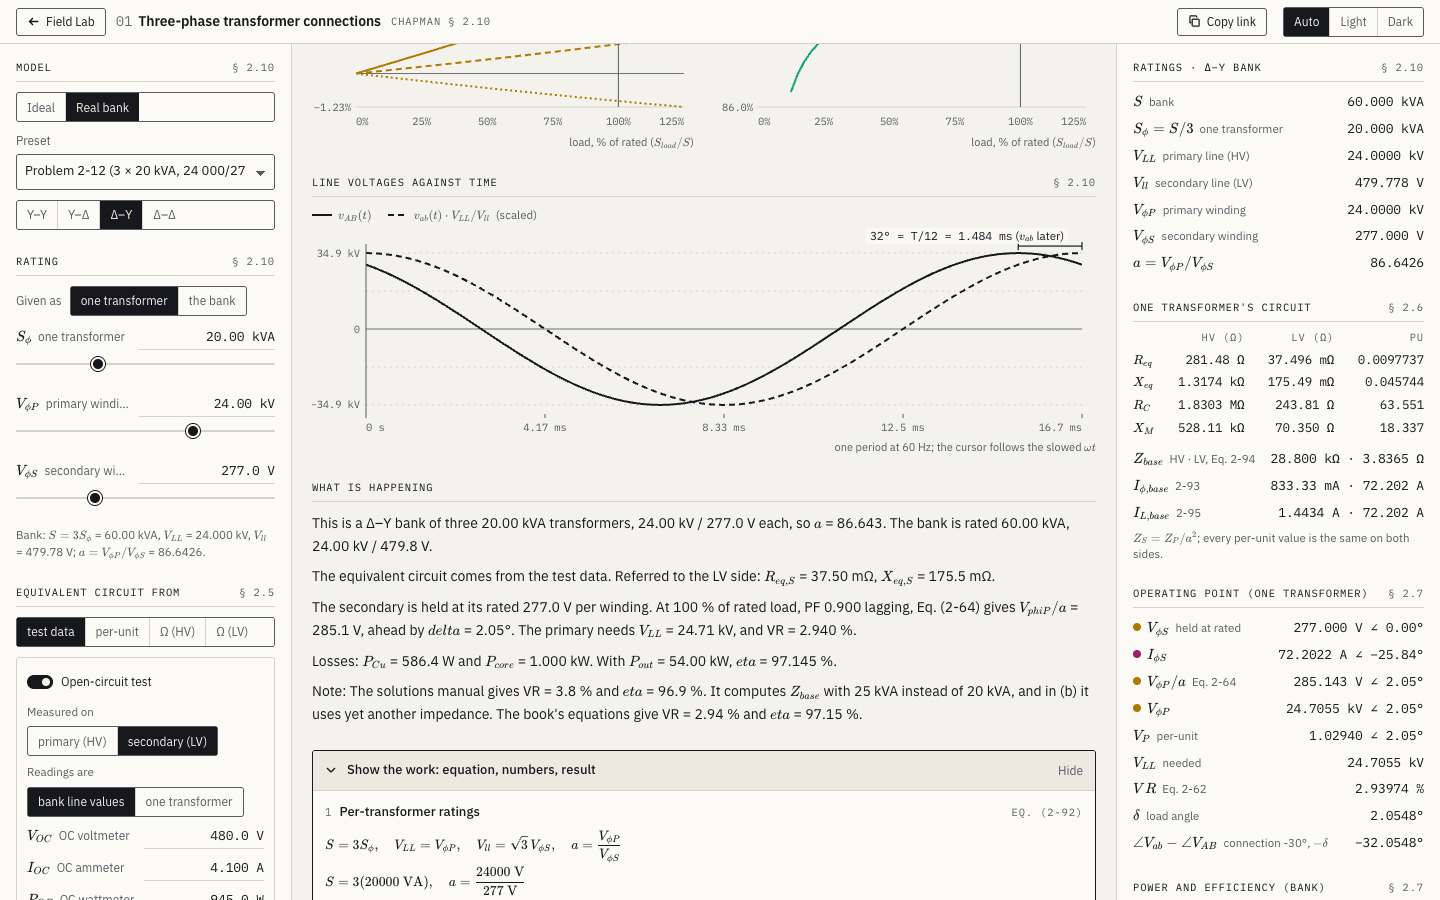 Field Lab
01 Three-phase transformer connections CHAPMAN § 2.10
Copy link
Auto Light Dark
MODEL § 2.10
Ideal Real bank
Preset
Problem 2-12 (3 × 20 kVA, 24 000/27
Y–Y Y–Δ Δ–Y Δ–Δ
RATING § 2.10
Given as one transformer the bank
Sϕ one transformer 20.00 kVA
VϕP primary windi... 24.00 kV
VϕS secondary wi... 277.0 V
Bank: S = 3Sϕ = 60.00 kVA, VLL = 24.000 kV, Vll
= 479.78 V; a = VϕP/VϕS = 86.6426.
EQUIVALENT CIRCUIT FROM § 2.5
test data per-unit Ω (HV) Ω (LV)
Open-circuit test
Measured on
primary (HV) secondary (LV)
Readings are
bank line values one transformer
VOC OC voltmeter 480.0 V
IOC OC ammeter 4.100 A
POC OC wattmeter 945.0 W
−1.23%
0% 25% 50% 75% 100% 125%
load, % of rated (Sload/S)
86.0%
0% 25% 50% 75% 100% 125%
load, % of rated (Sload/S)
LINE VOLTAGES AGAINST TIME § 2.10
vAB(t) vab(t) · VLL/Vll (scaled)
32° = T/12 = 1.484 ms (vab later)
34.9 kV
0
−34.9 kV
0 s 4.17 ms 8.33 ms 12.5 ms 16.7 ms
one period at 60 Hz; the cursor follows the slowed ωt
WHAT IS HAPPENING
This is a Δ–Y bank of three 20.00 kVA transformers, 24.00 kV / 277.0 V each, so a = 86.643. The bank is rated 60.00 kVA,
24.00 kV / 479.8 V.
The equivalent circuit comes from the test data. Referred to the LV side: Req,S = 37.50 mΩ, Xeq,S = 175.5 mΩ.
The secondary is held at its rated 277.0 V per winding. At 100 % of rated load, PF 0.900 lagging, Eq. (2-64) gives VphiP/a =
285.1 V, ahead by delta = 2.05°. The primary needs VLL = 24.71 kV, and VR = 2.940 %.
Losses: PCu = 586.4 W and Pcore = 1.000 kW. With Pout = 54.00 kW, eta = 97.145 %.
Note: The solutions manual gives VR = 3.8 % and eta = 96.9 %. It computes Zbase with 25 kVA instead of 20 kVA, and in (b) it
uses yet another impedance. The book's equations give VR = 2.94 % and eta = 97.15 %.
Show the work: equation, numbers, result Hide
1 Per-transformer ratings EQ. (2-92)
S = 3Sϕ, VLL = VϕP, Vll = √3 VϕS, a = VϕP/VϕS
S = 3(20000 VA), a = 24000 V/277 V
RATINGS · Δ–Y BANK § 2.10
S bank 60.000 kVA
Sϕ = S/3 one transformer 20.000 kVA
VLL primary line (HV) 24.0000 kV
Vll secondary line (LV) 479.778 V
VϕP primary winding 24.0000 kV
VϕS secondary winding 277.000 V
a = VϕP/VϕS 86.6426
ONE TRANSFORMER'S CIRCUIT § 2.6
HV (Ω) LV (Ω) PU
Req 281.48 Ω 37.496 mΩ 0.0097737
Xeq 1.3174 kΩ 175.49 mΩ 0.045744
RC 1.8303 MΩ 243.81 Ω 63.551
XM 528.11 kΩ 70.350 Ω 18.337
Zbase HV · LV, Eq. 2-94 28.800 kΩ · 3.8365 Ω
Iϕ,base 2-93 833.33 mA · 72.202 A
IL,base 2-95 1.4434 A · 72.202 A
ZS = ZP/a²; every per-unit value is the same on both
sides.
OPERATING POINT (ONE TRANSFORMER) § 2.7
VϕS held at rated 277.000 V ∠ 0.00°
IϕS 72.2022 A ∠ −25.84°
VϕP/a Eq. 2-64 285.143 V ∠ 2.05°
VϕP 24.7055 kV ∠ 2.05°
VP per-unit 1.02940 ∠ 2.05°
VLL needed 24.7055 kV
VR Eq. 2-62 2.93974 %
δ load angle 2.0548°
∠Vab − ∠VAB connection -30°, −δ −32.0548°
POWER AND EFFICIENCY (BANK) § 2.7